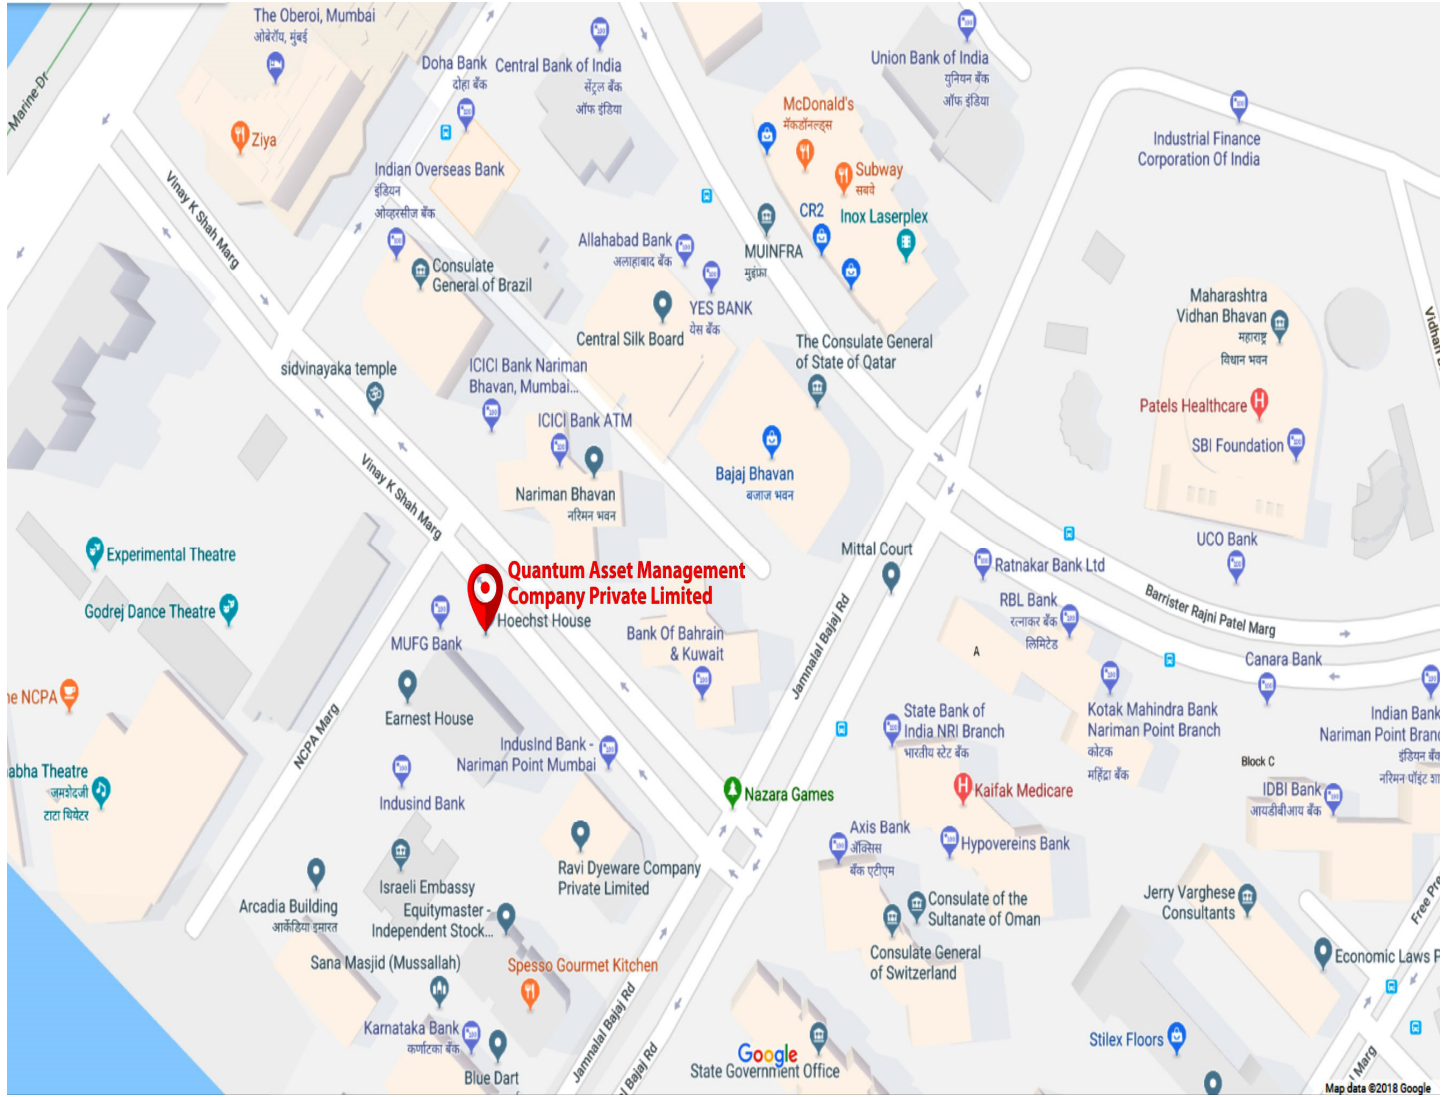 The Oberoi, Mumbai
ओबेरॉय, मुंबई
Marine Dr
Ziya
Doha Bank
दोहा बँक
Central Bank of India
सेंट्रल बँक
ऑफ इंडिया
Union Bank of India
युनियन बँक
ऑफ इंडिया
McDonald's
मॅकडॉनल्ड्स
Subway
सबवे
Industrial Finance
Corporation Of India
Vinay K Shah Marg
Indian Overseas Bank
इंडियन
ओव्हरसीज बँक
CR2
Inox Laserplex
Consulate
General of Brazil
Allahabad Bank
अलाहाबाद बँक
MUINFRA
मुइंफ्रा
YES BANK
येस बँक
Central Silk Board
Maharashtra
Vidhan Bhavan
महाराष्ट्र
विधान भवन
Vidhan
The Consulate General
of State of Qatar
sidvinayaka temple
ICICI Bank Nariman
Bhavan, Mumbai...
ICICI Bank ATM
Patels Healthcare
SBI Foundation
Vinay K Shah Marg
Nariman Bhavan
नरिमन भवन
Bajaj Bhavan
बजाज भवन
Experimental Theatre
Mittal Court
UCO Bank
Ratnakar Bank Ltd
Quantum Asset Management
Company Private Limited
Hoechst House
Godrej Dance Theatre
MUFG Bank
RBL Bank
रत्नाकर बँक
लिमिटेड
Barrister Rajni Patel Marg
Bank Of Bahrain
& Kuwait
Jamnalal Bajaj Rd
A
Canara Bank
he NCPA
Earnest House
NCPA Marg
State Bank of
India NRI Branch
भारतीय स्टेट बँक
Kotak Mahindra Bank
Nariman Point Branch
कोटक
महिंद्रा बँक
Indian Bank
Nariman Point Branc
इंडियन बँक
नरिमन पॉइंट शा
IndusInd Bank -
Nariman Point Mumbai
Block C
abha Theatre
जमशेदजी
टाटा थियेटर
Indusind Bank
Nazara Games
Kaifak Medicare
IDBI Bank
आयडीबीआय बँक
Axis Bank
ॲक्सिस
बँक एटीएम
Hypovereins Bank
Ravi Dyeware Company
Private Limited
Israeli Embassy
Arcadia Building
आर्केडिया इमारत
Equitymaster -
Independent Stock...
Consulate of the
Sultanate of Oman
Jerry Varghese
Consultants
Free Pre
Consulate General
of Switzerland
Economic Laws P
Sana Masjid (Mussallah)
Spesso Gourmet Kitchen
Jamnalal Bajaj Rd
Karnataka Bank
कर्णाटका बँक
Blue Dart
l Bajaj Rd
Google
State Government Office
Stilex Floors
l Marg
Map data ©2018 Google